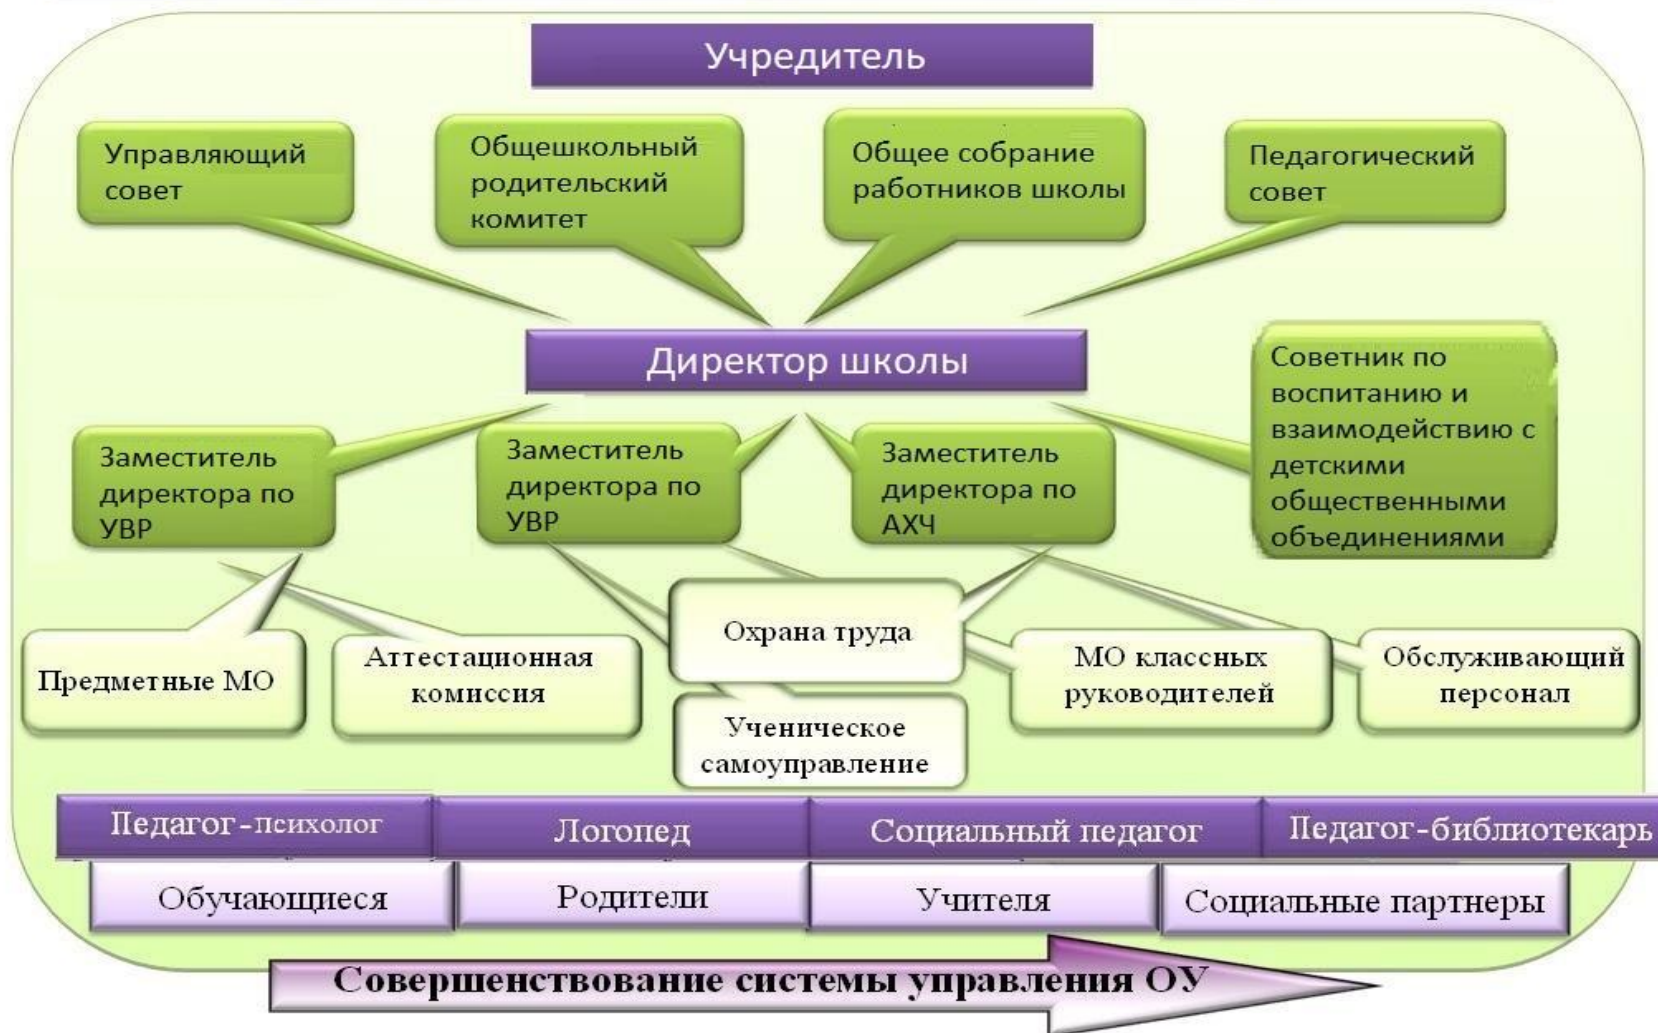 Учредитель
Управляющий
совет
Общешкольный
родительский
комитет
Общее собрание
работников школы
Педагогический
совет
Директор школы
Заместитель
директора по
УВР
Заместитель
директора по
УВР
Заместитель
директора по
АХЧ
Советник по
воспитанию и
взаимодействию с
детскими
общественными
объединениями
Предметные МО
Аттестационная
комиссия
Охрана труда
Ученическое
самоуправление
МО классных
руководителей
Обслуживающий
персонал
Педагог-психолог
Логопед
Социальный педагог
Педагог-библиотекарь
Обучающиеся
Родители
Учителя
Социальные партнеры
Совершенствование системы управления ОУ